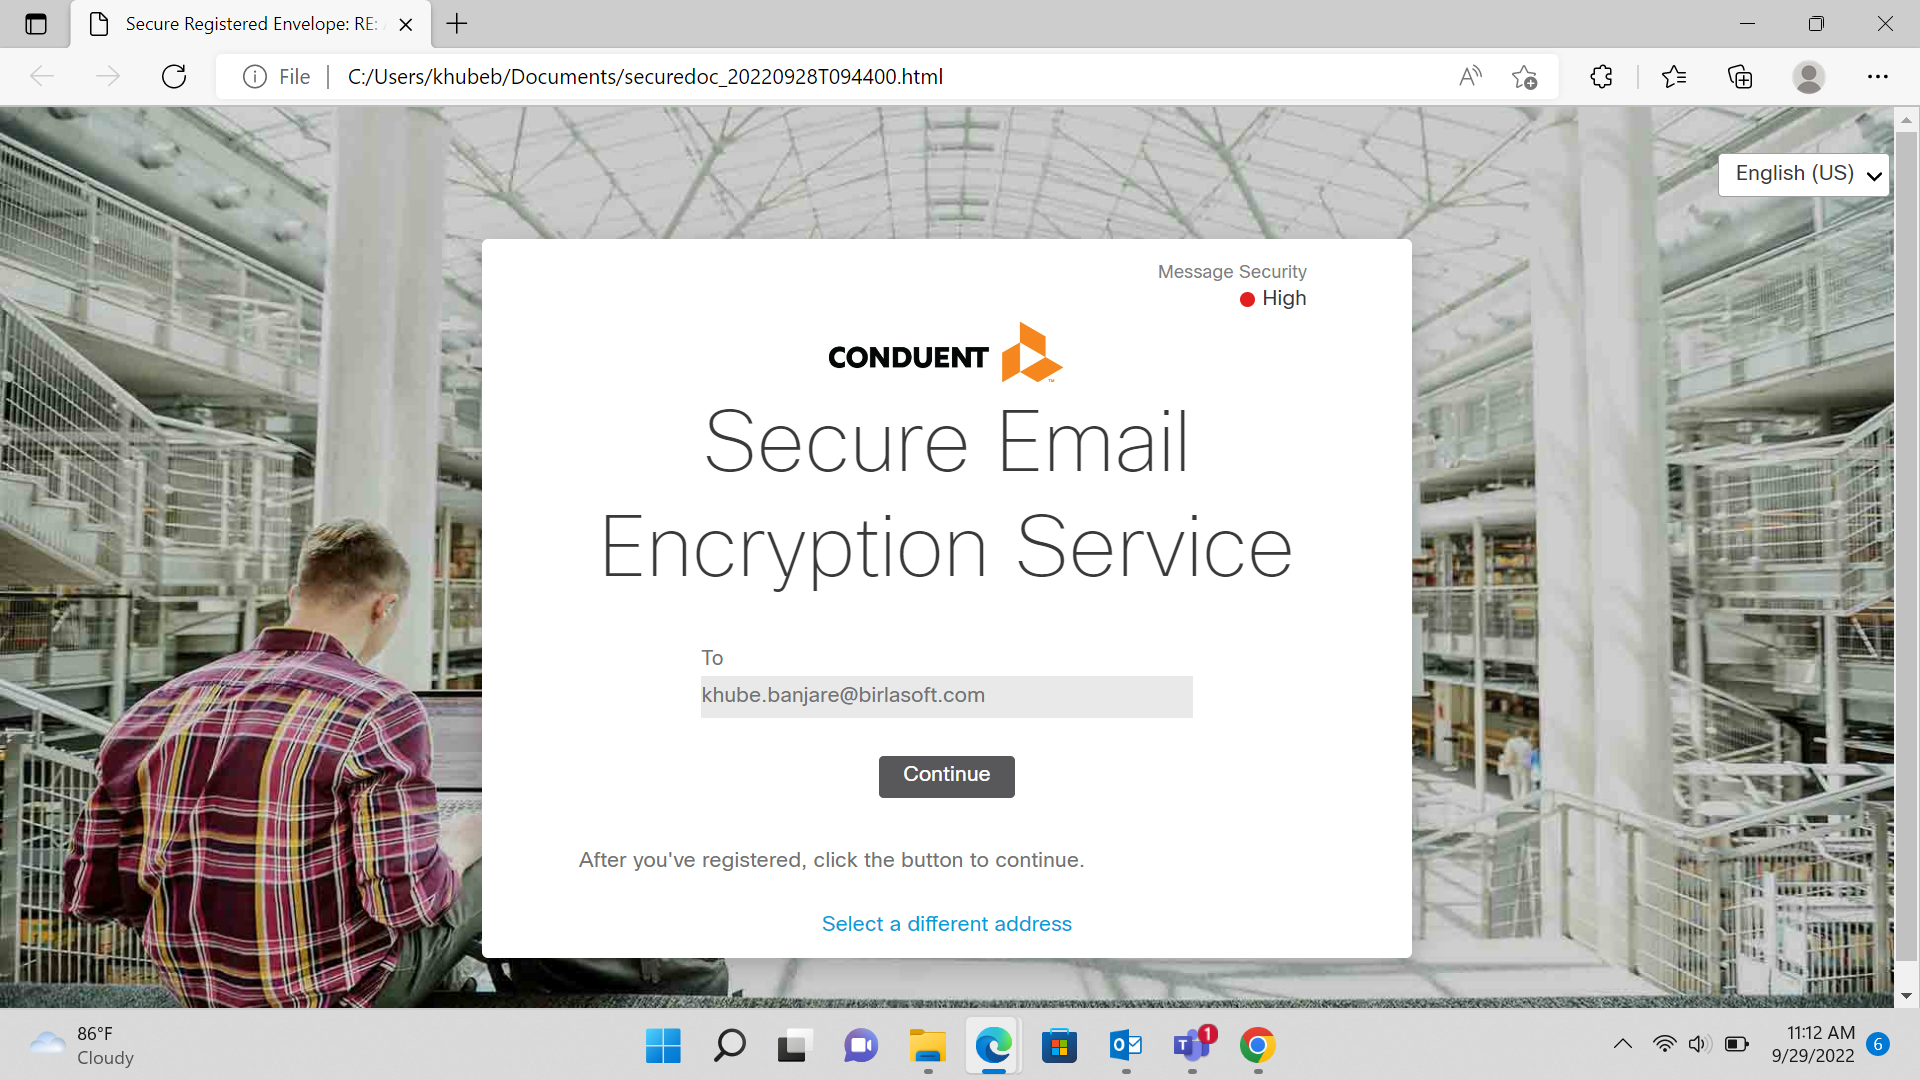 Secure Registered Envelope: RE:
File
C:/Users/khubeb/Documents/securedoc_20220928T094400.html
English (US)
Message Security
High
CONDUENT
Secure Email
Encryption Service
To
khube.banjare@birlasoft.com
Continue
After you've registered, click the button to continue.
Select a different address
86°F
Cloudy
1
11:12 AM
9/29/2022
6